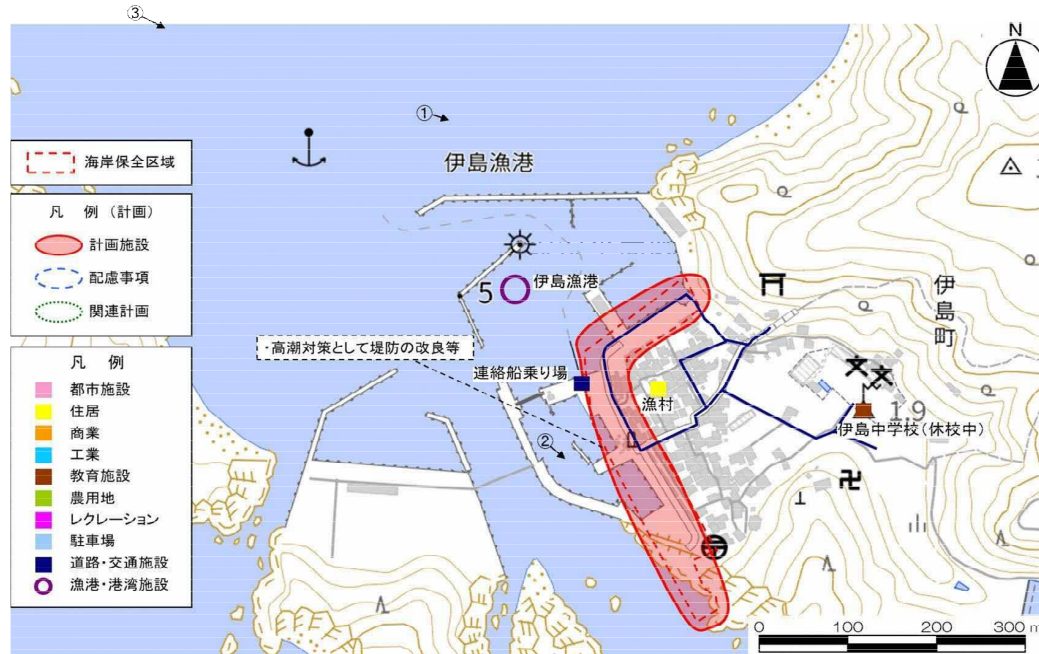 ③
N
①
伊島漁港
海岸保全区域
凡 例 (計画)
計画施設
配慮事項
関連計画
伊島漁港
5
伊島町
・高潮対策として堤防の改良等
連絡船乗り場
漁村
1.9
伊島中学校(休校中)
②
凡 例
都市施設
住居
商業
工業
教育施設
農用地
レクレーション
駐車場
道路・交通施設
漁港・港湾施設
0 100 200 300 m